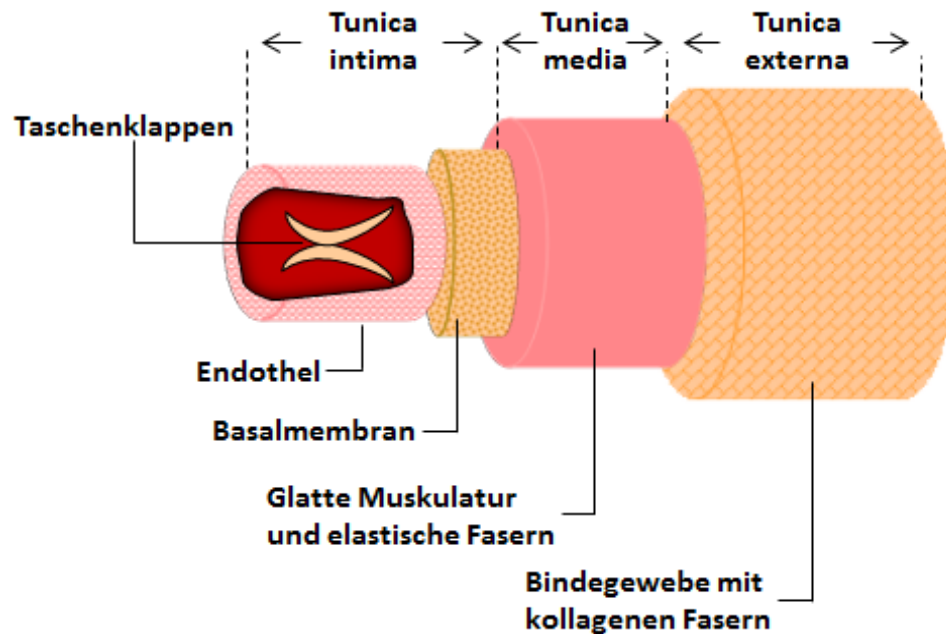 Tunica
intima
Tunica
media
Tunica
externa
Taschenklappen
Endothel
Basalmembran
Glatte Muskulatur
und elastische Fasern
Bindegewebe mit
kollagenen Fasern